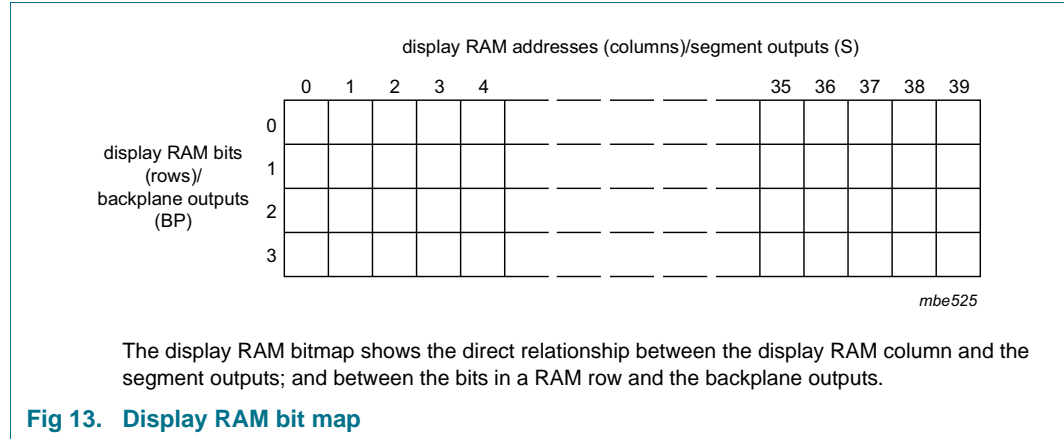 display RAM addresses (columns)/segment outputs (S)
0 1 2 3 4 35 36 37 38 39
0
display RAM bits
(rows)/
backplane outputs
(BP)
1
2
3
mbe525
The display RAM bitmap shows the direct relationship between the display RAM column and the
segment outputs; and between the bits in a RAM row and the backplane outputs.
Fig 13. Display RAM bit map